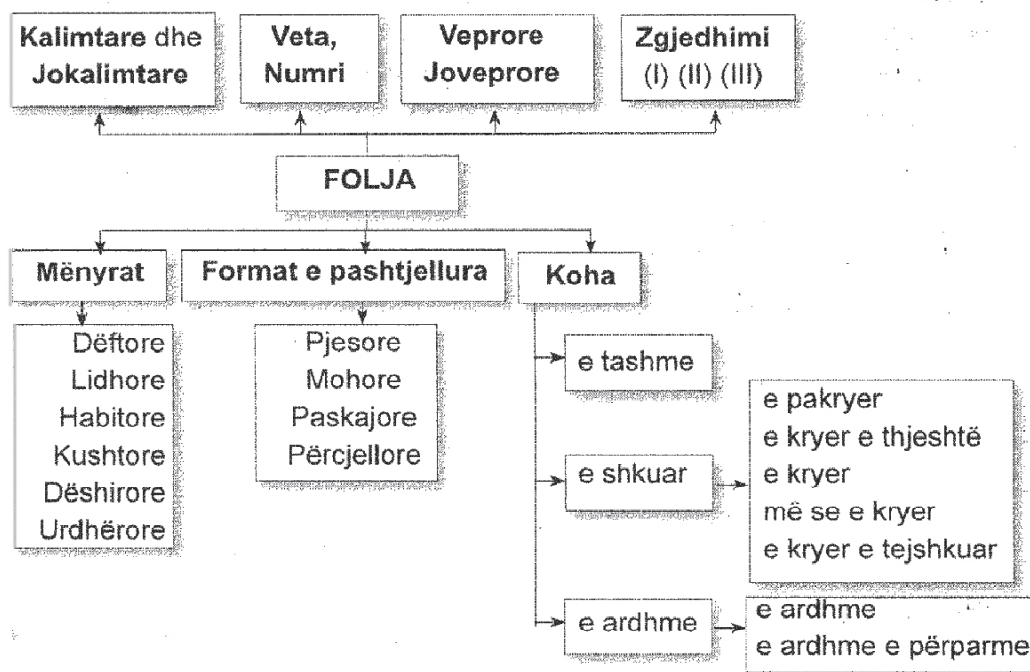 Kalimtare dhe
Jokalimtare
Veta,
Numri
Veprore
Joveprore
Zgjedhimi
(I) (II) (III)
FOLJA
Mënyrat
Format e pashtjellura
Koha
Dëftore
Lidhore
Habitore
Kushtore
Dëshirore
Urdhërore
Pjesore
Mohore
Paskajore
Përcjellore
e tashme
e shkuar
e pakryer
e kryer e thjeshtë
e kryer
më se e kryer
e kryer e tejshkuar
e ardhme
e ardhme
e ardhme e përparme